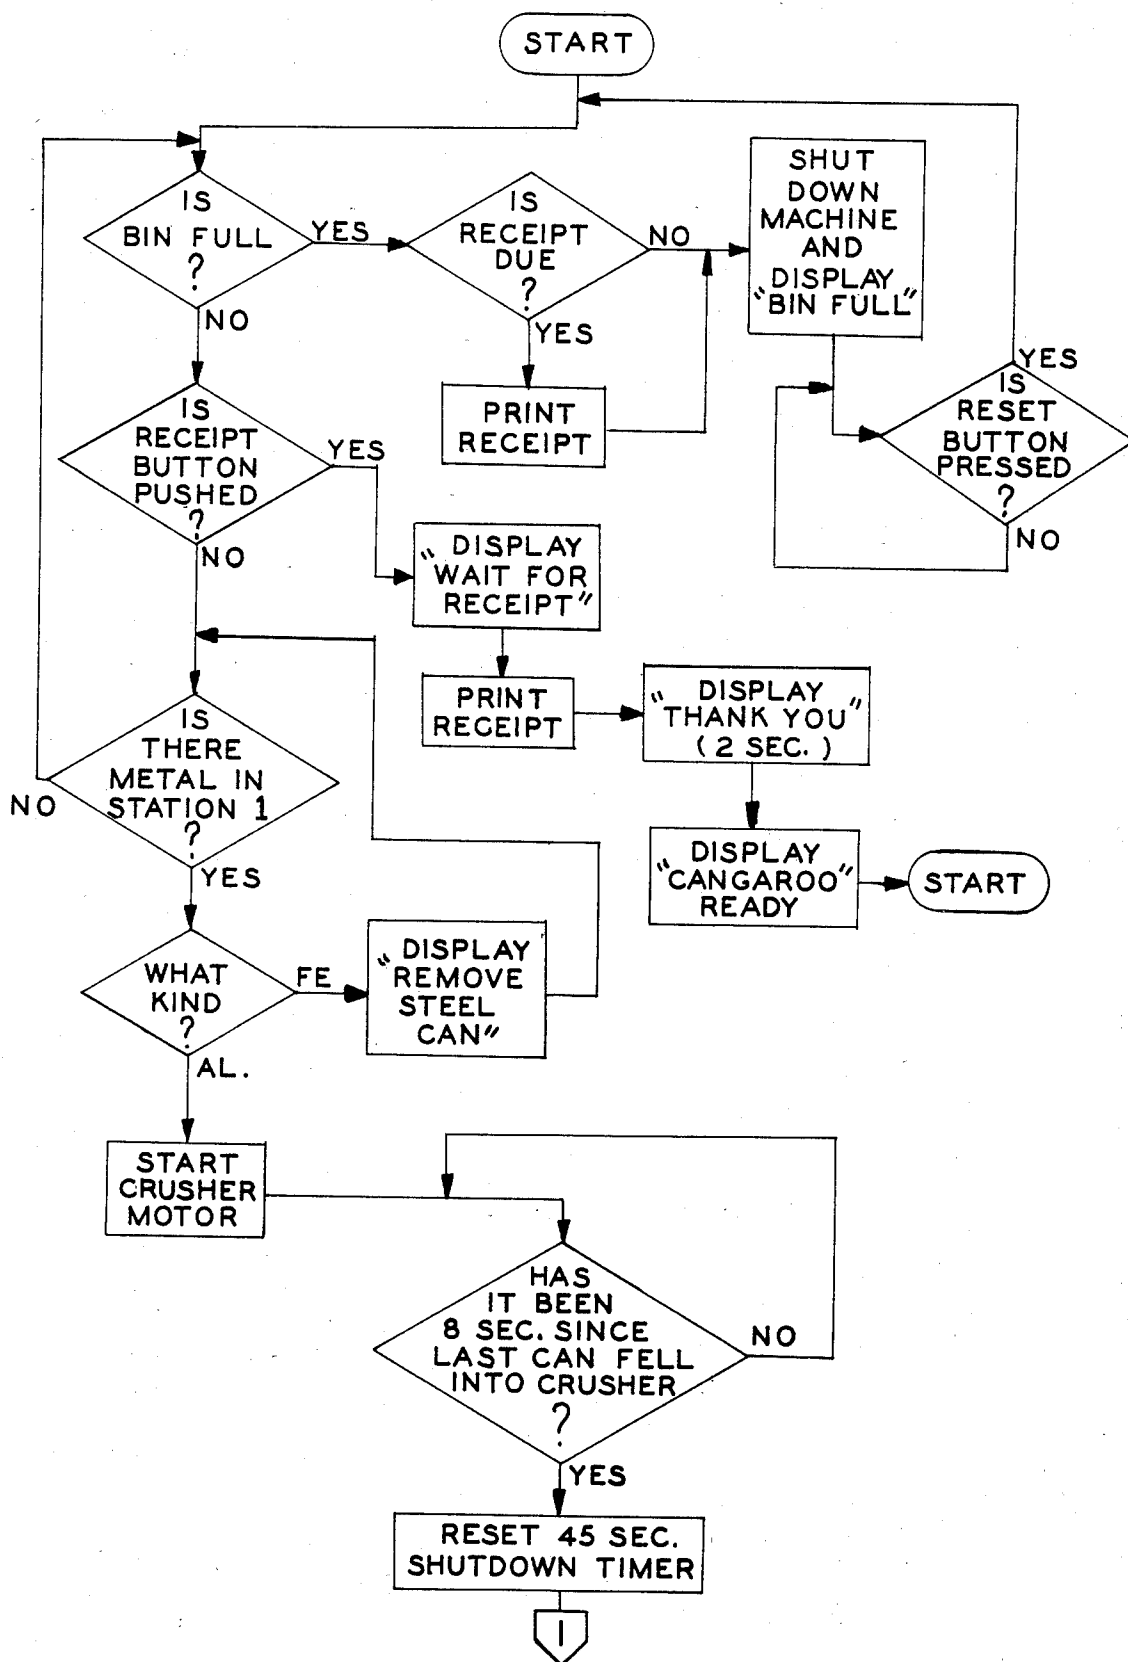 START
IS
BIN FULL
?
YES
NO
IS
RECEIPT
DUE
?
NO
YES
PRINT
RECEIPT
SHUT
DOWN
MACHINE
AND
DISPLAY
"BIN FULL"
YES
IS
RESET
BUTTON
PRESSED
?
NO
IS
RECEIPT
BUTTON
PUSHED
?
YES
NO
"DISPLAY
WAIT FOR
RECEIPT"
PRINT
RECEIPT
"DISPLAY
THANK YOU"
(2 SEC.)
"DISPLAY
CANGAROO"
READY
START
IS
THERE
METAL IN
STATION 1
?
NO
YES
WHAT
KIND
?
FE
AL.
"DISPLAY
REMOVE
STEEL
CAN"
START
CRUSHER
MOTOR
HAS
IT BEEN
8 SEC. SINCE
LAST CAN FELL
INTO CRUSHER
?
NO
YES
RESET 45 SEC.
SHUTDOWN TIMER
1